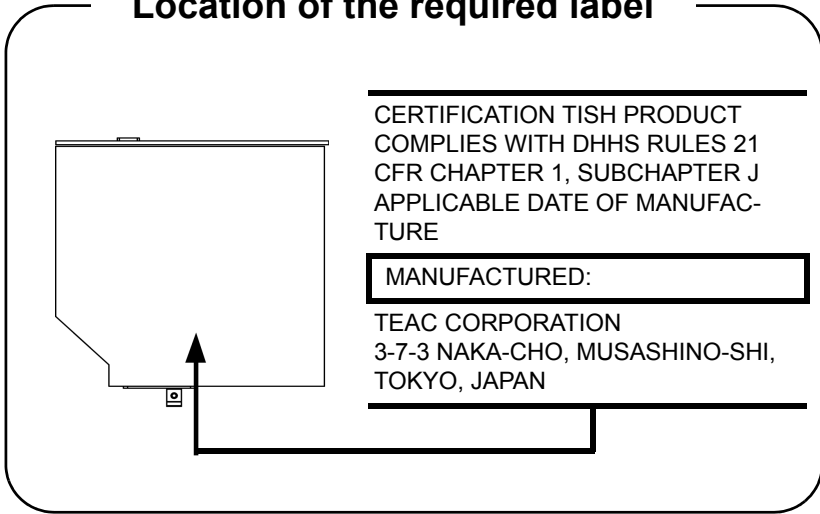 Location of the required label
CERTIFICATION TISH PRODUCT
COMPLIES WITH DHHS RULES 21
CFR CHAPTER 1, SUBCHAPTER J
APPLICABLE DATE OF MANUFAC-
TURE
MANUFACTURED:
TEAC CORPORATION
3-7-3 NAKA-CHO, MUSASHINO-SHI,
TOKYO, JAPAN